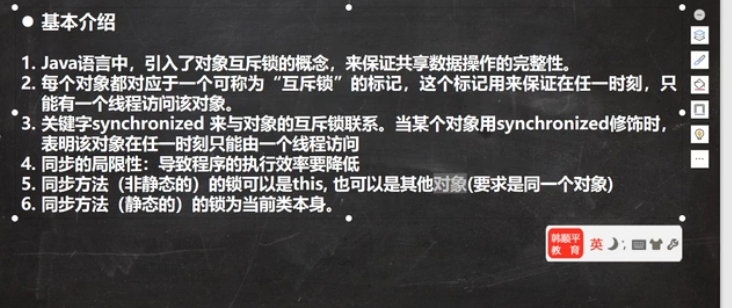 ● 基本介绍
1. Java语言中，引入了对象互斥锁的概念，来保证共享数据操作的完整性。
2. 每个对象都对应于一个可称为“互斥锁”的标记，这个标记用来保证在任一时刻，只
能有一个线程访问该对象。
3. 关键字synchronized 来与对象的互斥锁联系。当某个对象用synchronized修饰时，
表明该对象在任一时刻只能由一个线程访问
4. 同步的局限性：导致程序的执行效率要降低
5. 同步方法（非静态的）的锁可以是this, 也可以是其他对象(要求是同一个对象)
6. 同步方法（静态的）的锁为当前类本身。
韩顺平
教育
英